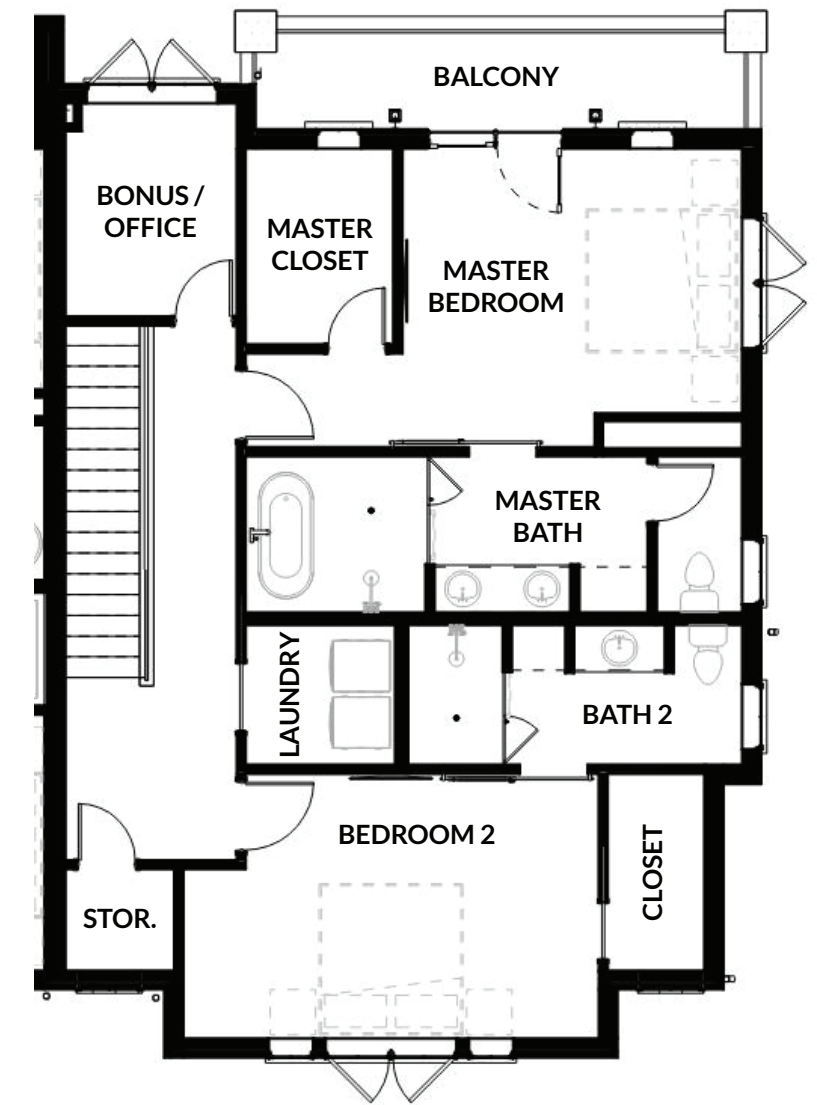 BALCONY
BONUS /
OFFICE
MASTER
CLOSET
MASTER
BEDROOM
MASTER
BATH
LAUNDRY
BATH 2
BEDROOM 2
CLOSET
STOR.